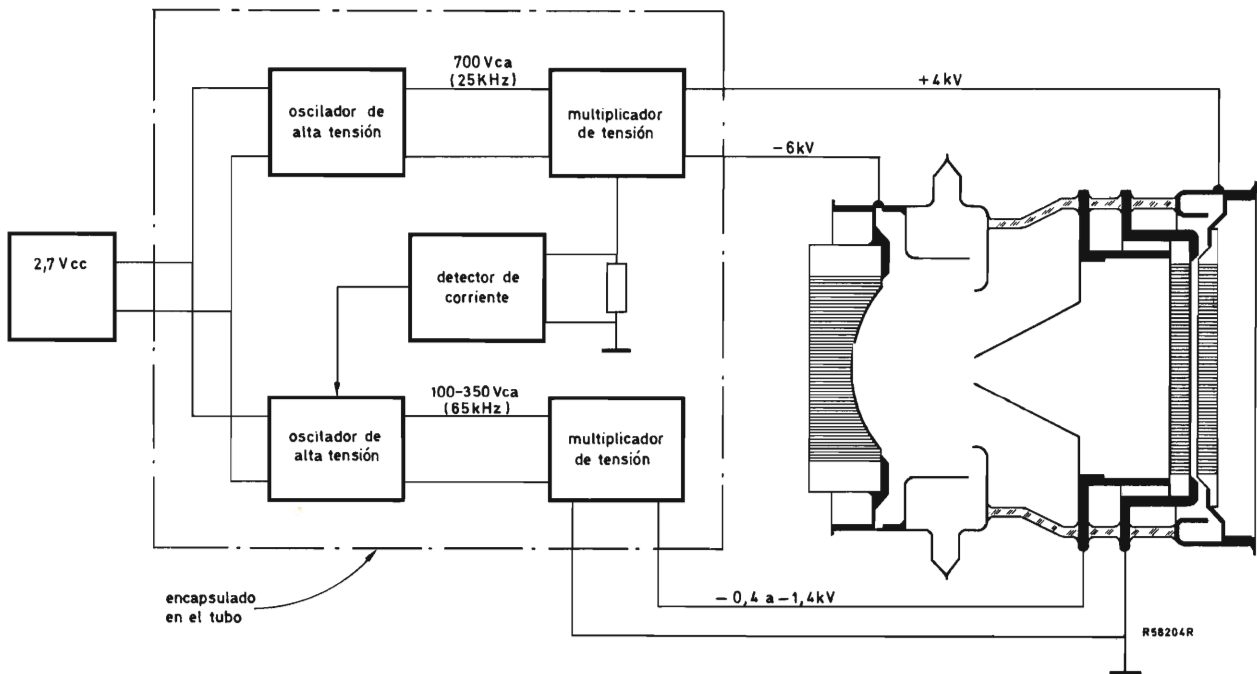 700 Vca
(25KHz)
+4kV
oscilador de
alta tensión
multiplicador
de tensión
-6kV
2,7 Vcc
detector de
corriente
100-350 Vca
(65kHz)
oscilador de
alta tensión
multiplicador
de tensión
encapsulado
en el tubo
- 0,4 a -1,4kV
R58204R